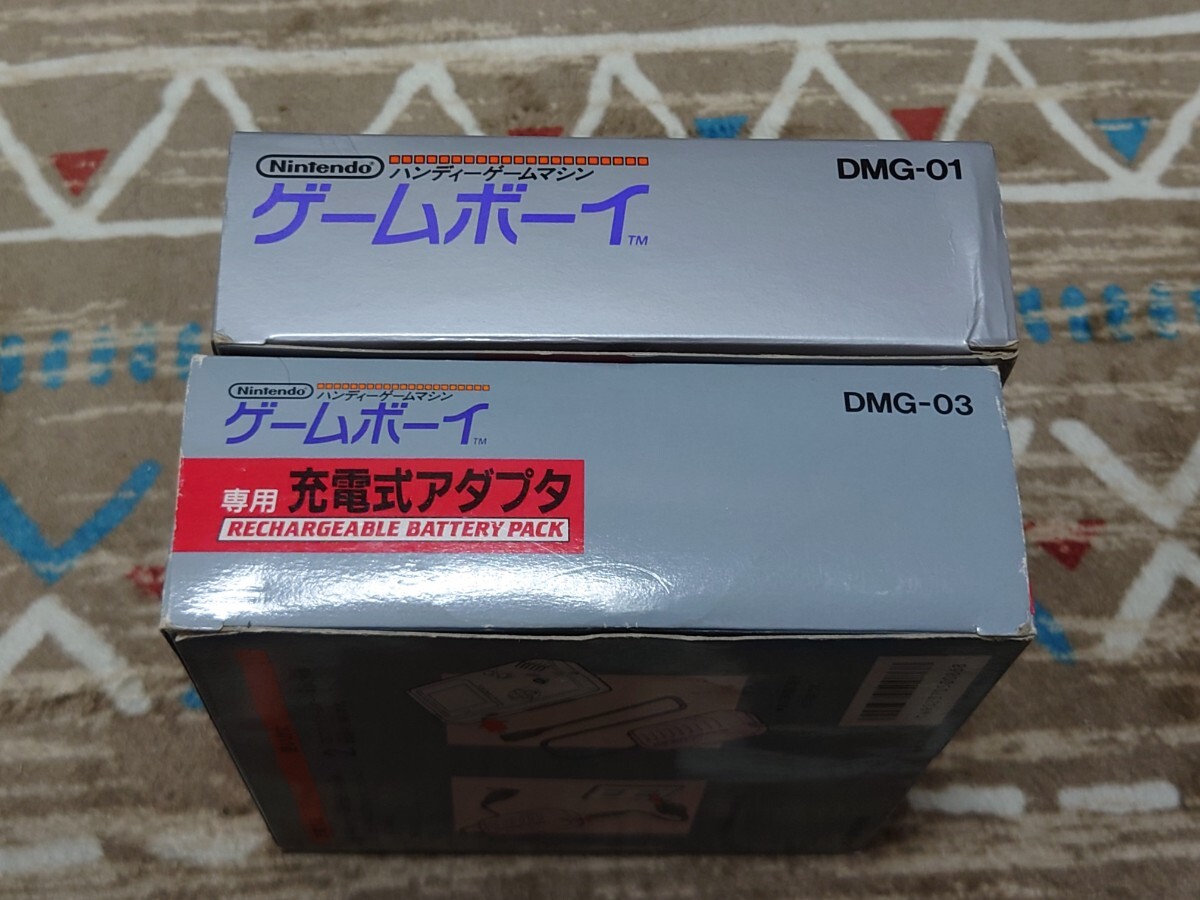 Nintendo®
ハンディーゲームマシン
DMG-01
ゲームボーイ™
Nintendo
ハンディーゲームマシン
DMG-03
ゲームボーイ™
専用 充電式アダプタ
RECHARGEABLE BATTERY PACK